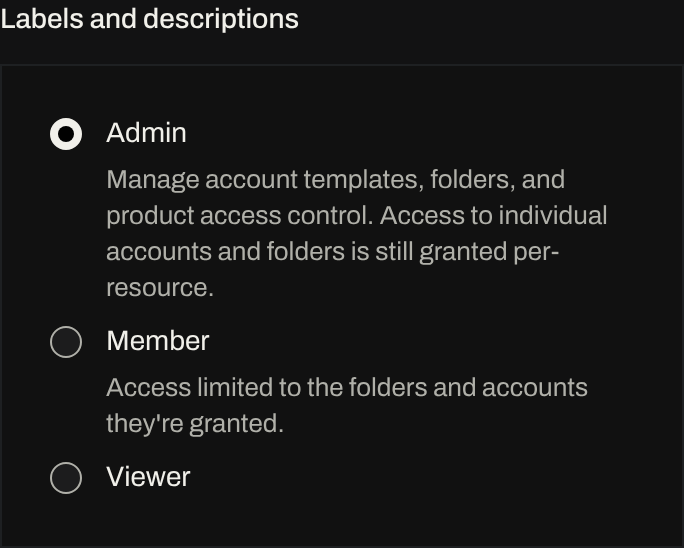 Labels and descriptions
Admin
Manage account templates, folders, and
product access control. Access to individual
accounts and folders is still granted per-
resource.
Member
Access limited to the folders and accounts
they're granted.
Viewer